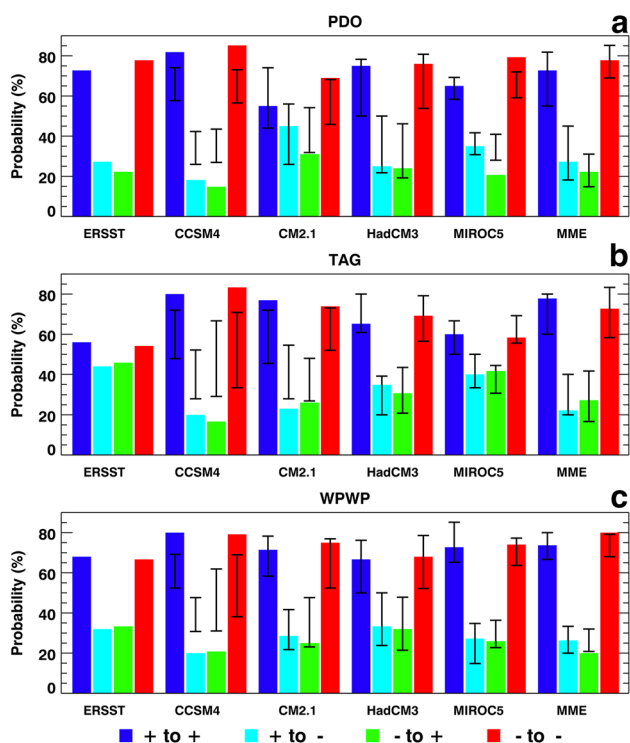 PDO
a
Probability (%)
80
60
40
20
0
ERSST CCSM4 CM2.1 HadCM3 MIROC5 MME
TAG
b
Probability (%)
80
60
40
20
0
ERSST CCSM4 CM2.1 HadCM3 MIROC5 MME
WPWP
c
Probability (%)
80
60
40
20
0
ERSST CCSM4 CM2.1 HadCM3 MIROC5 MME
+ to + + to - - to + - to -